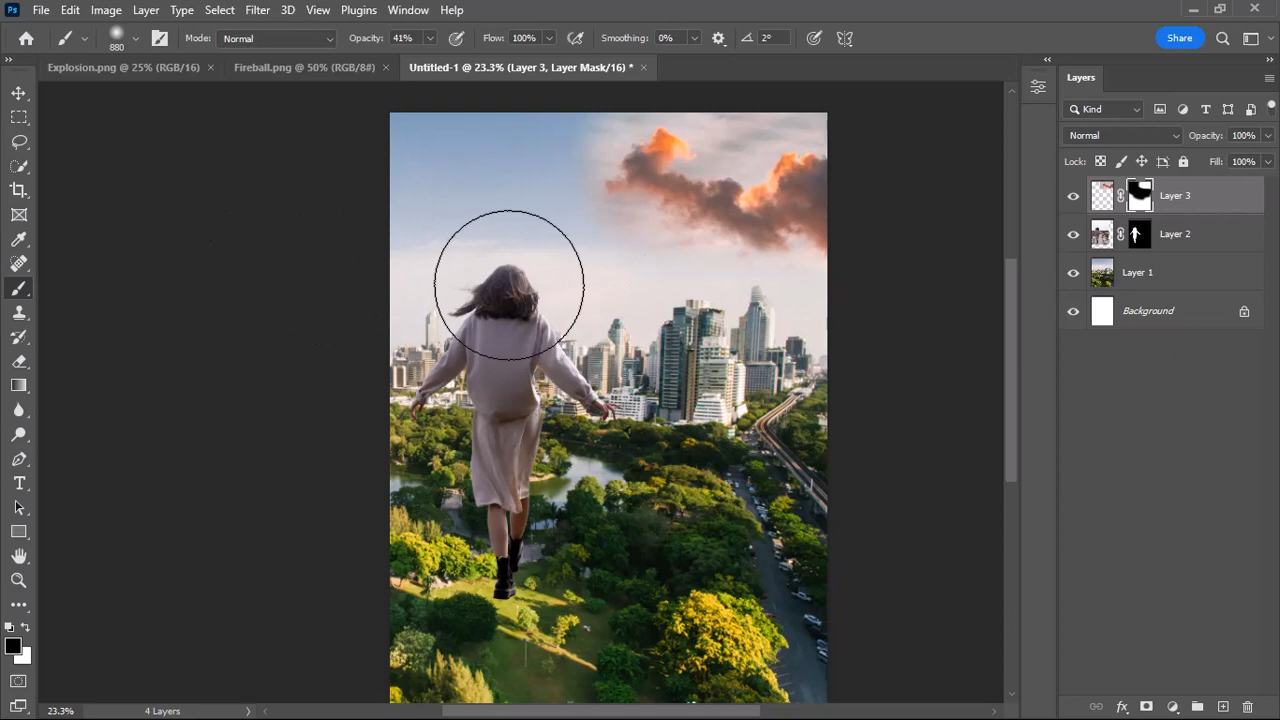 Ps File Edit Image Layer Type Select Filter 3D View Plugins Window Help
880 Mode: Normal Opacity: 41% Flow: 100% Smoothing: 0% 2° Share
Explosion.png @ 25% (RGB/16) × Fireball.png @ 50% (RGB/8#) × Untitled-1 @ 23.3% (Layer 3, Layer Mask/16) * ×
Layers
Kind
Normal Opacity: 100%
Lock: Fill: 100%
Layer 3
Layer 2
Layer 1
Background
23.3% 4 Layers